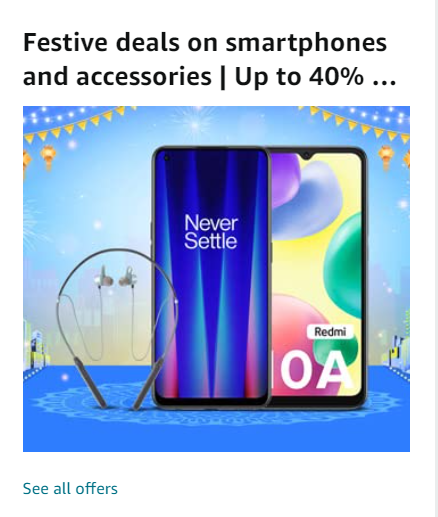 Festive deals on smartphones
and accessories | Up to 40% ...
Never
Settle
Redmi
10A
See all offers